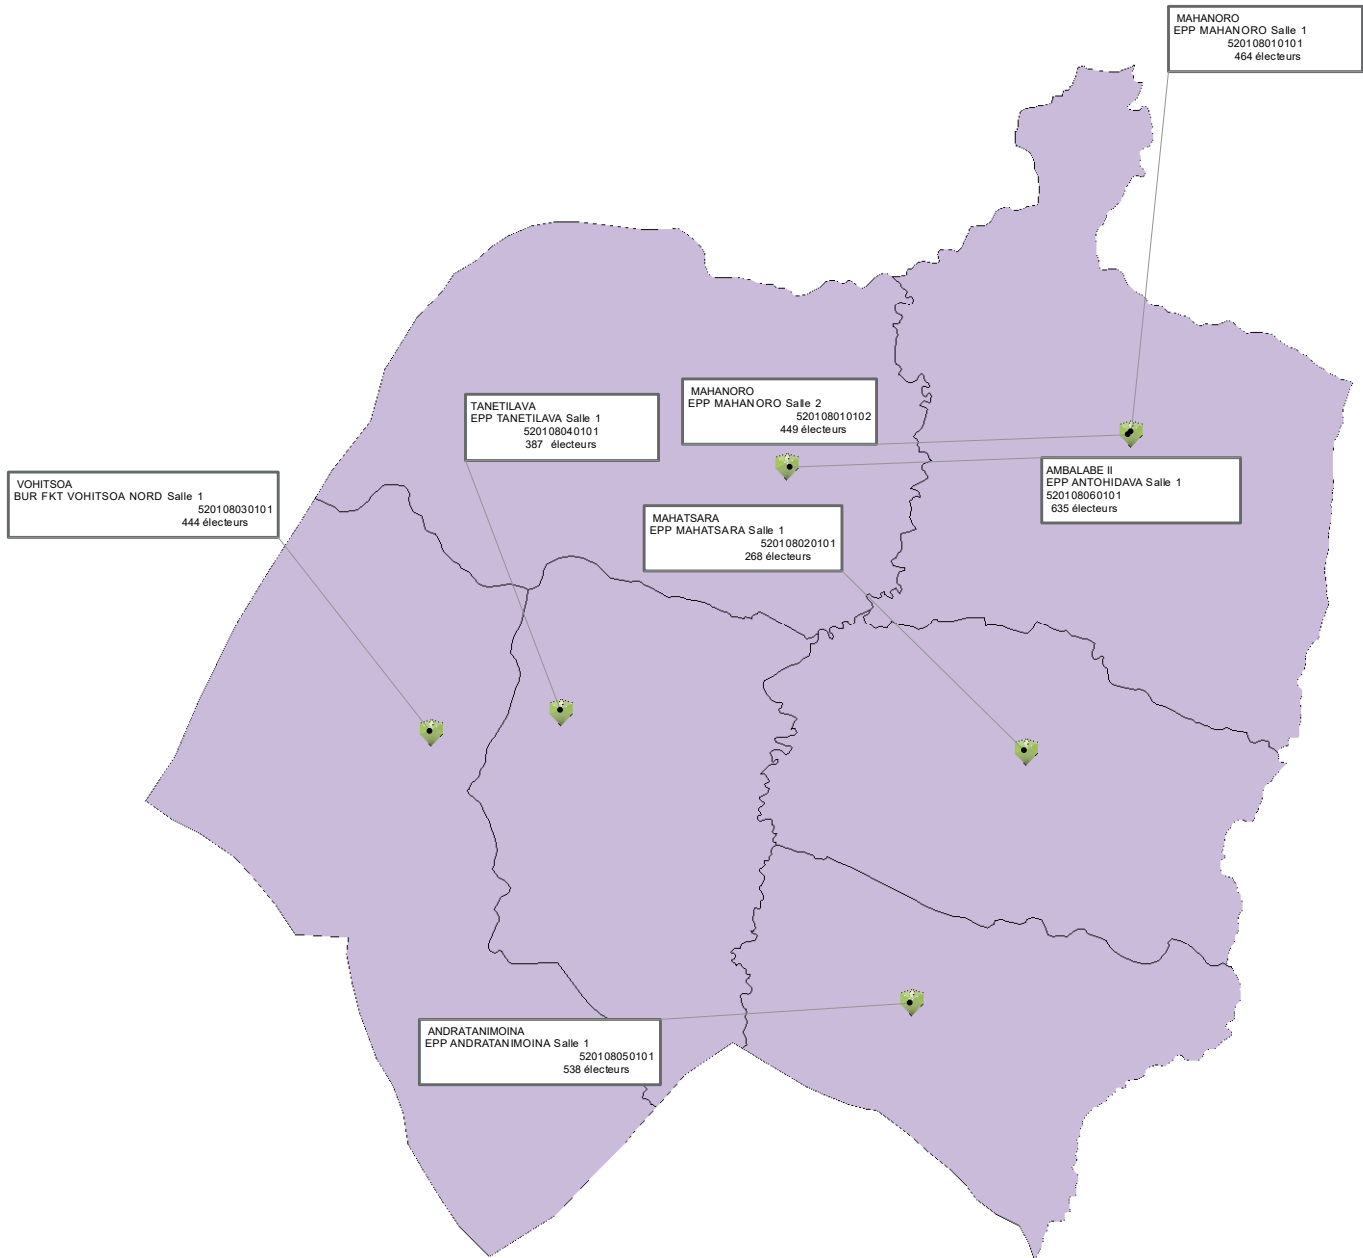 MAHANORO
EPP MAHANORO Salle 1
520108010101
464 électeurs
MAHANORO
EPP MAHANORO Salle 2
520108010102
449 électeurs
TANETILAVA
EPP TANETILAVA Salle 1
520108040101
387 électeurs
AMBALABE II
EPP ANTOHIDAVA Salle 1
520108060101
635 électeurs
VOHITSOA
BUR FKT VOHITSOA NORD Salle 1
520108030101
444 électeurs
MAHATSARA
EPP MAHATSARA Salle 1
520108020101
268 électeurs
ANDRATANIMOINA
EPP ANDRATANIMOINA Salle 1
520108050101
538 électeurs